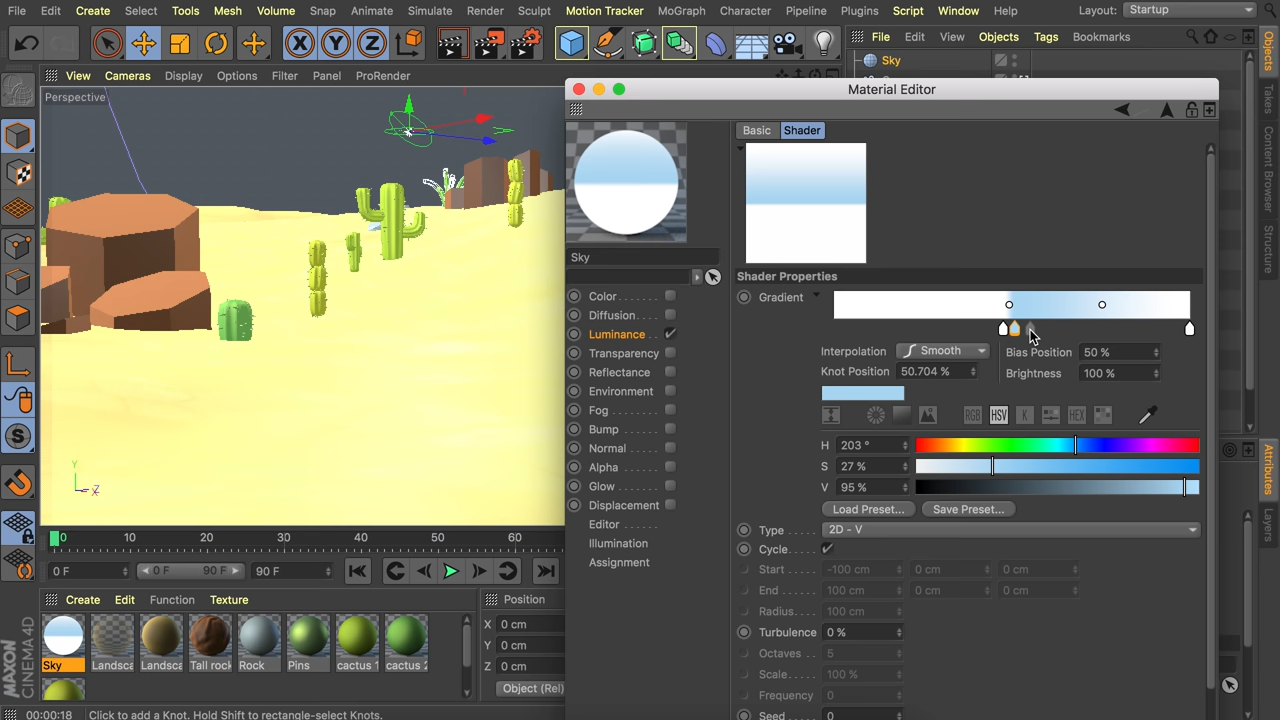 File Edit Create Select Tools Mesh Volume Snap Animate Simulate Render Sculpt Motion Tracker MoGraph Character Pipeline Plugins Script Window Help Layout: Startup
X Y Z
File Edit View Objects Tags Bookmarks
Sky
View Cameras Display Options Filter Panel ProRender
Perspective
Material Editor
Basic Shader
Sky
Color
Diffusion
Luminance
Transparency
Reflectance
Environment
Fog
Bump
Normal
Alpha
Glow
Displacement
Editor
Illumination
Assignment
Shader Properties
Gradient
Interpolation Smooth Bias Position 50 %
Knot Position 50.704 % Brightness 100 %
RGB HSV K HEX
H 203 °
S 27 %
V 95 %
Load Preset... Save Preset...
Type 2D - V
Cycle
Start -100 cm 0 cm 0 cm
End 100 cm 0 cm 0 cm
Radius 100 cm
Turbulence 0 %
Octaves 5
Scale 100 %
Frequency 0
Seed 0
Objects
Takes
Content Browser
Structure
Attributes
Layers
Y
X Z
S
0 10 20 30 40 50 60
0 F 0 F 90 F 90 F
Create Edit Function Texture
Sky Landsca Landsca Tall rock Rock Pins cactus 1 cactus 2
Position
X 0 cm
Y 0 cm
Z 0 cm
Object (Rel)
MAXON CINEMA 4D
00:00:18 Click to add a Knot. Hold Shift to rectangle-select Knots.